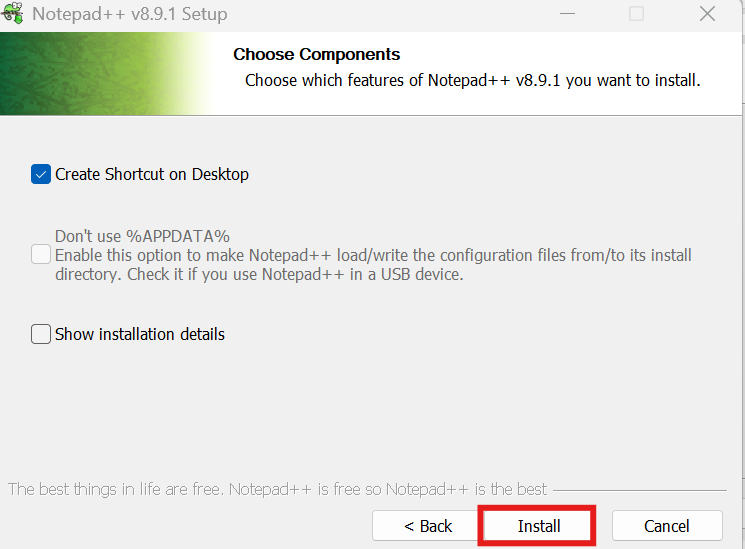 Notepad++ v8.9.1 Setup
Choose Components
Choose which features of Notepad++ v8.9.1 you want to install.
Create Shortcut on Desktop
Don't use %APPDATA%
Enable this option to make Notepad++ load/write the configuration files from/to its install
directory. Check it if you use Notepad++ in a USB device.
Show installation details
The best things in life are free. Notepad++ is free so Notepad++ is the best
< Back
Install
Cancel